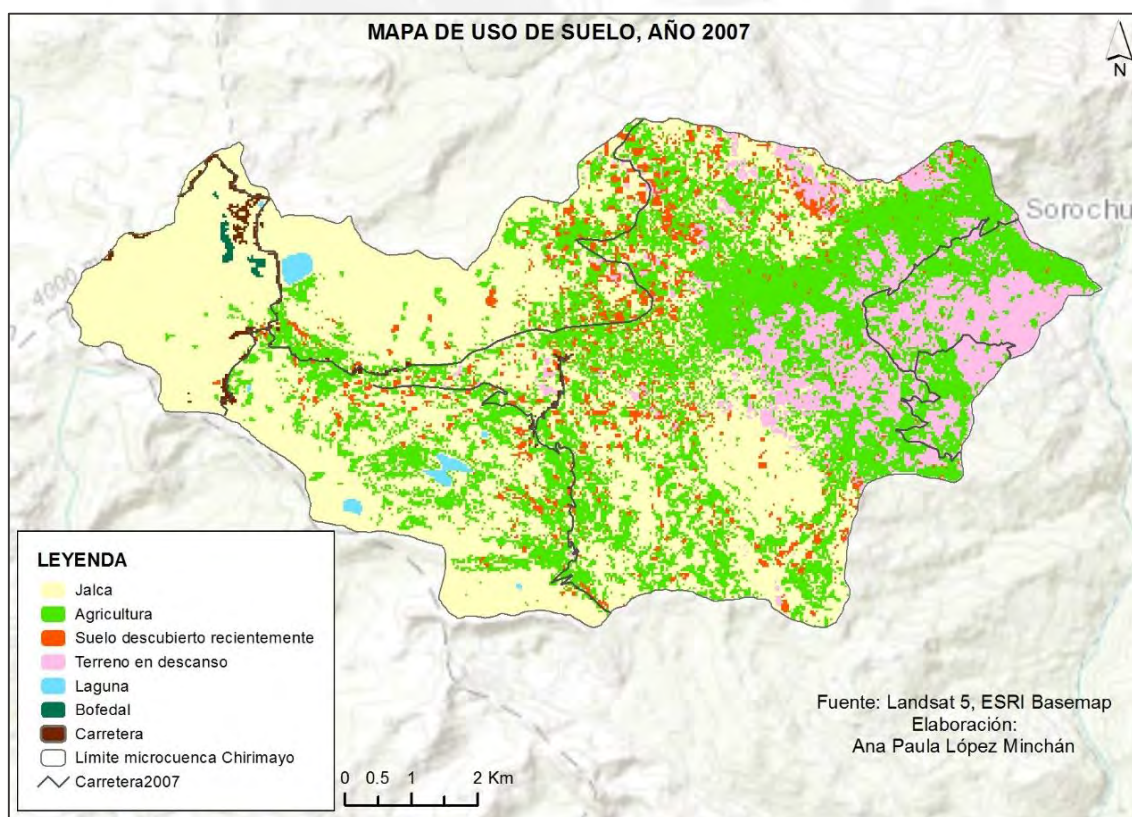 MAPA DE USO DE SUELO, AÑO 2007
N
Sorochu
4000 m
LEYENDA
Jalca
Agricultura
Suelo descubierto recientemente
Terreno en descanso
Laguna
Bofedal
Carretera
Límite microcuenca Chirimayo
Carretera2007
0 0.5 1 2 Km
Fuente: Landsat 5, ESRI Basemap
Elaboración:
Ana Paula López Minchán